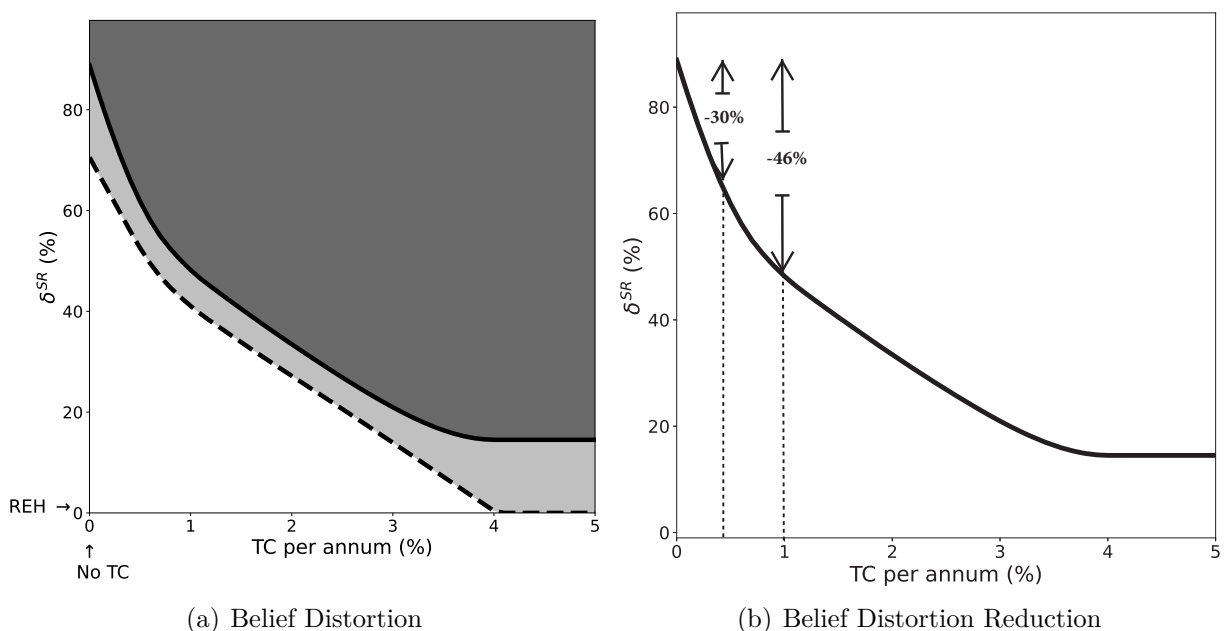 80
60
40
20
0
REH →
0 1 2 3 4 5
TC per annum (%)
↑
No TC
δ^SR (%)
(a) Belief Distortion
80
60
40
20
0
-30%
-46%
0 1 2 3 4 5
TC per annum (%)
δ^SR (%)
(b) Belief Distortion Reduction